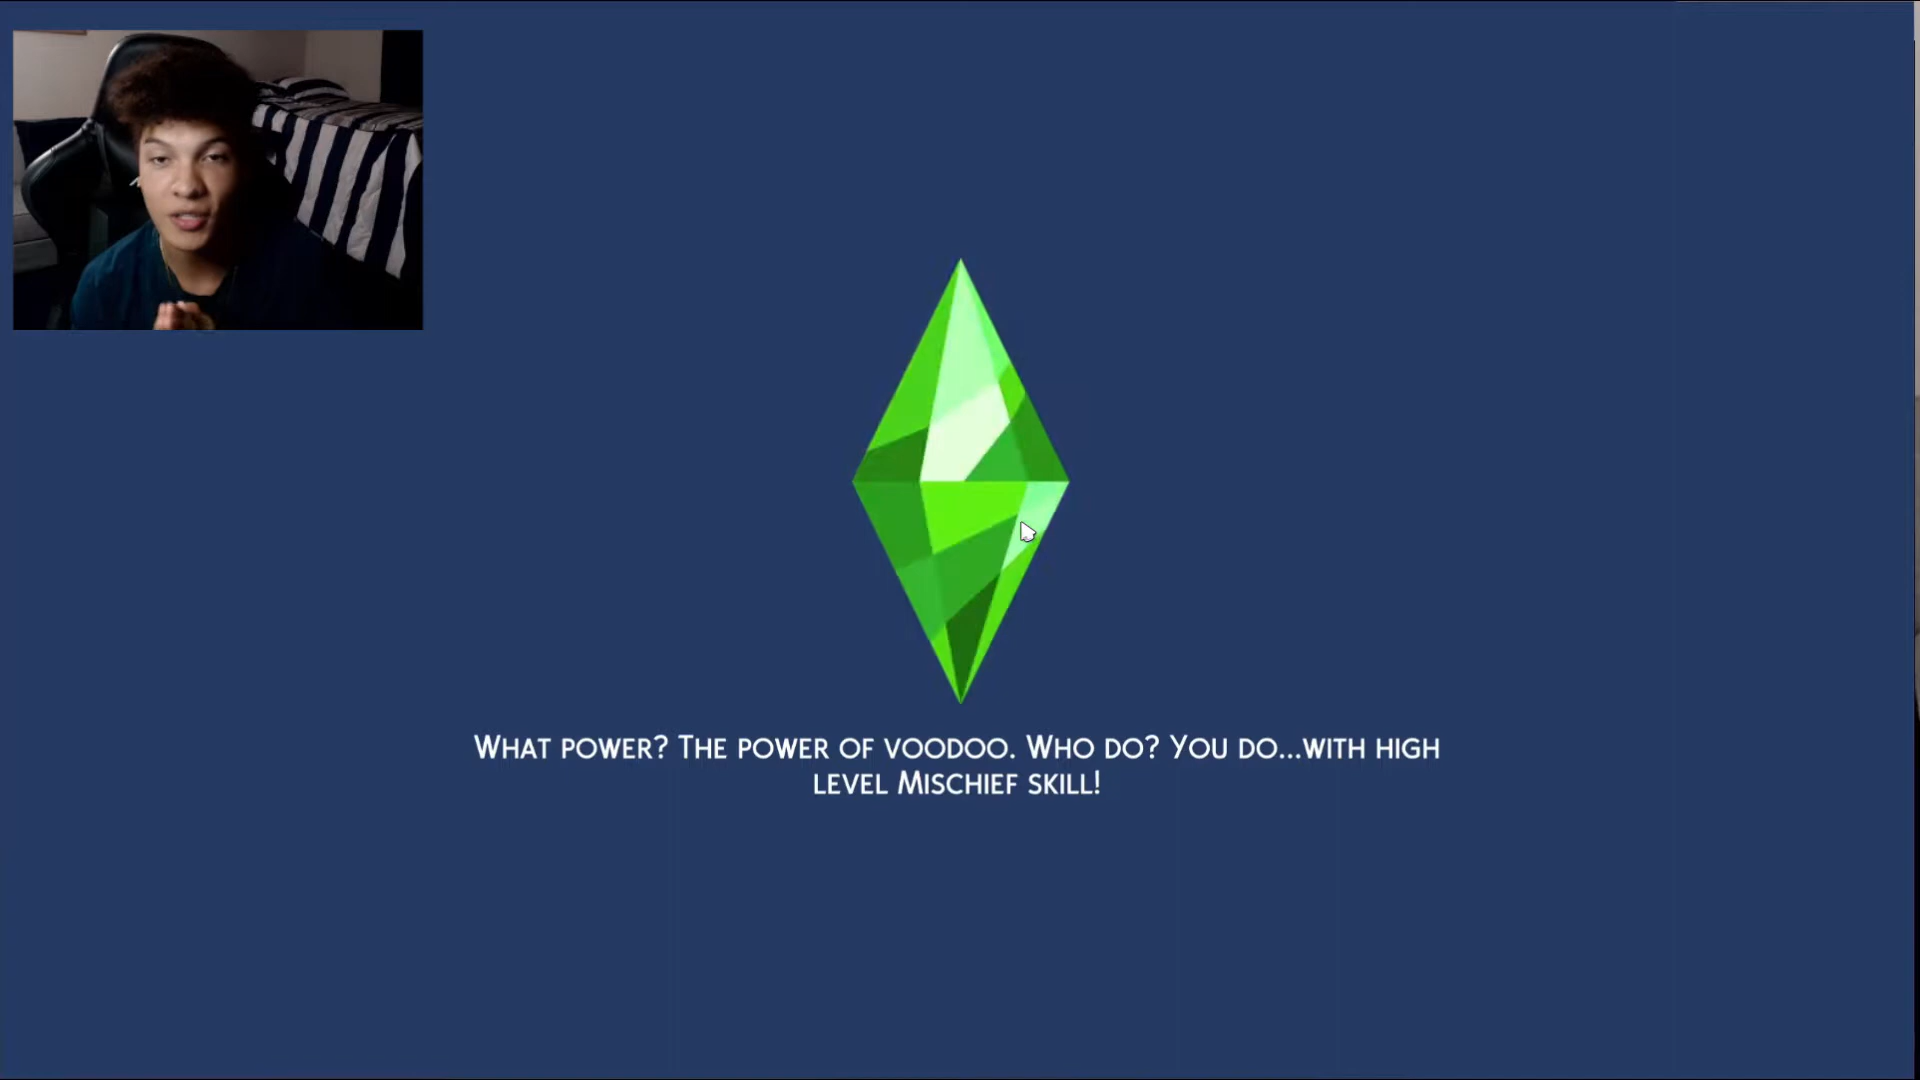 What power? The power of voodoo. Who do? You do...with high
level Mischief skill!